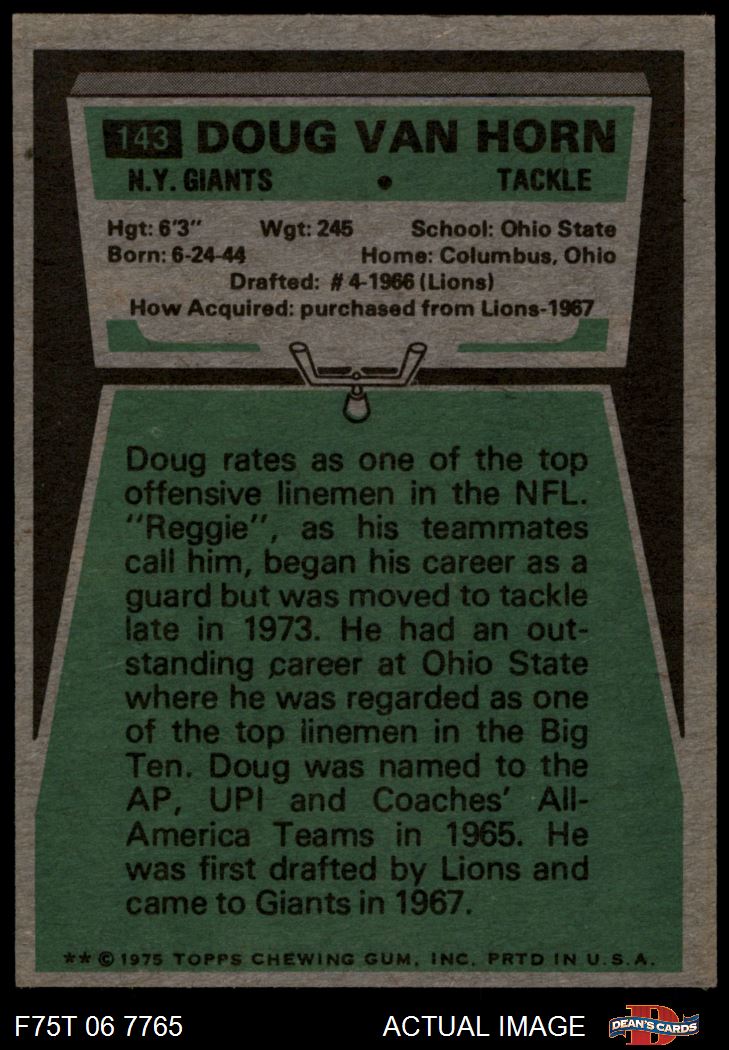 143 DOUG VAN HORN
N.Y. GIANTS • TACKLE
Hgt: 6'3" Wgt: 245 School: Ohio State
Born: 6-24-44 Home: Columbus, Ohio
Drafted: #4-1966 (Lions)
How Acquired: purchased from Lions-1967
Doug rates as one of the top
offensive linemen in the NFL.
"Reggie", as his teammates
call him, began his career as a
guard but was moved to tackle
late in 1973. He had an out-
standing career at Ohio State
where he was regarded as one
of the top linemen in the Big
Ten. Doug was named to the
AP, UPI and Coaches' All-
America Teams in 1965. He
was first drafted by Lions and
came to Giants in 1967.
** © 1975 TOPPS CHEWING GUM, INC. PRTD IN U.S.A.
F75T 06 7765 ACTUAL IMAGE D DEAN'S CARDS